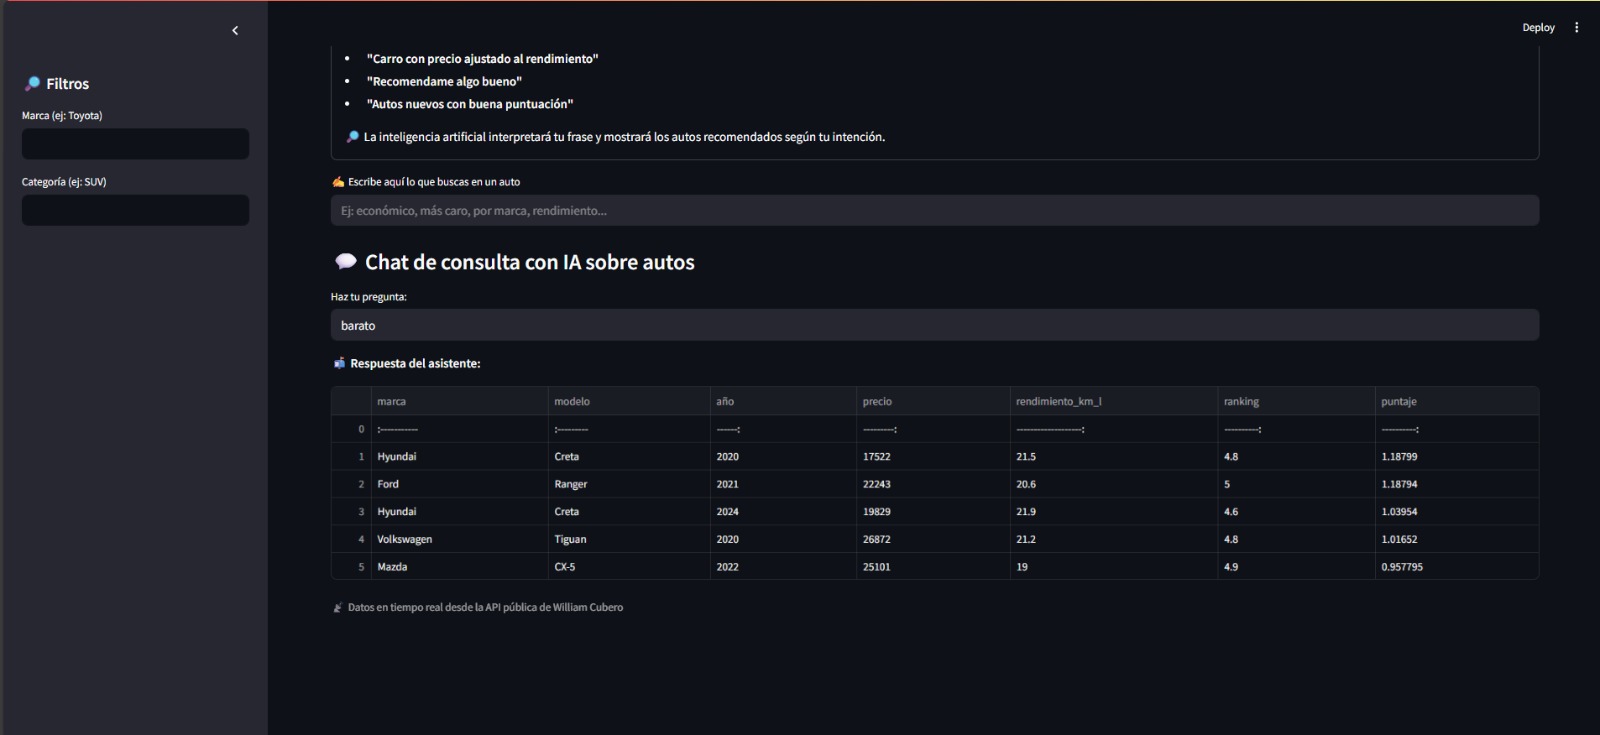 Deploy
Filtros
Marca (ej: Toyota)
Categoría (ej: SUV)
• "Carro con precio ajustado al rendimiento"
• "Recomendame algo bueno"
• "Autos nuevos con buena puntuación"
La inteligencia artificial interpretará tu frase y mostrará los autos recomendados según tu intención.
Escribe aquí lo que buscas en un auto
Ej: económico, más caro, por marca, rendimiento...
Chat de consulta con IA sobre autos
Haz tu pregunta:
barato
Respuesta del asistente:
marca modelo año precio rendimiento_km_l ranking puntaje
0 :----------- :--------- ------: ---------: -------------------: ----------: ----------:
1 Hyundai Creta 2020 17522 21.5 4.8 1.18799
2 Ford Ranger 2021 22243 20.6 5 1.18794
3 Hyundai Creta 2024 19829 21.9 4.6 1.03954
4 Volkswagen Tiguan 2020 26872 21.2 4.8 1.01652
5 Mazda CX-5 2022 25101 19 4.9 0.957795
Datos en tiempo real desde la API pública de William Cubero